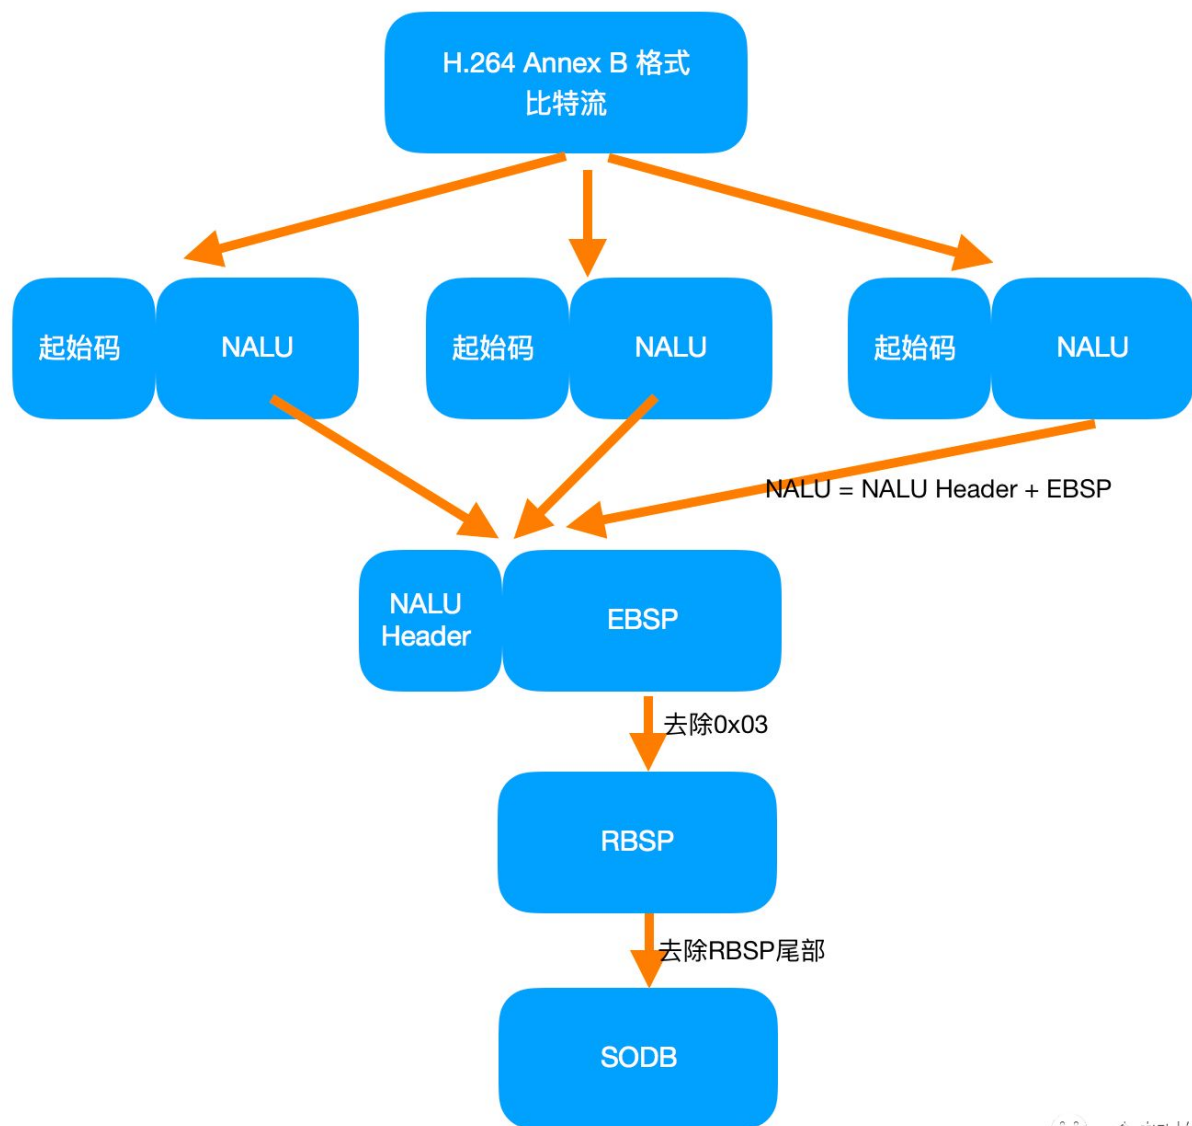 H.264 Annex B 格式
比特流
起始码
NALU
起始码
NALU
起始码
NALU
NALU = NALU Header + EBSP
NALU
Header
EBSP
去除0x03
RBSP
去除RBSP尾部
SODB